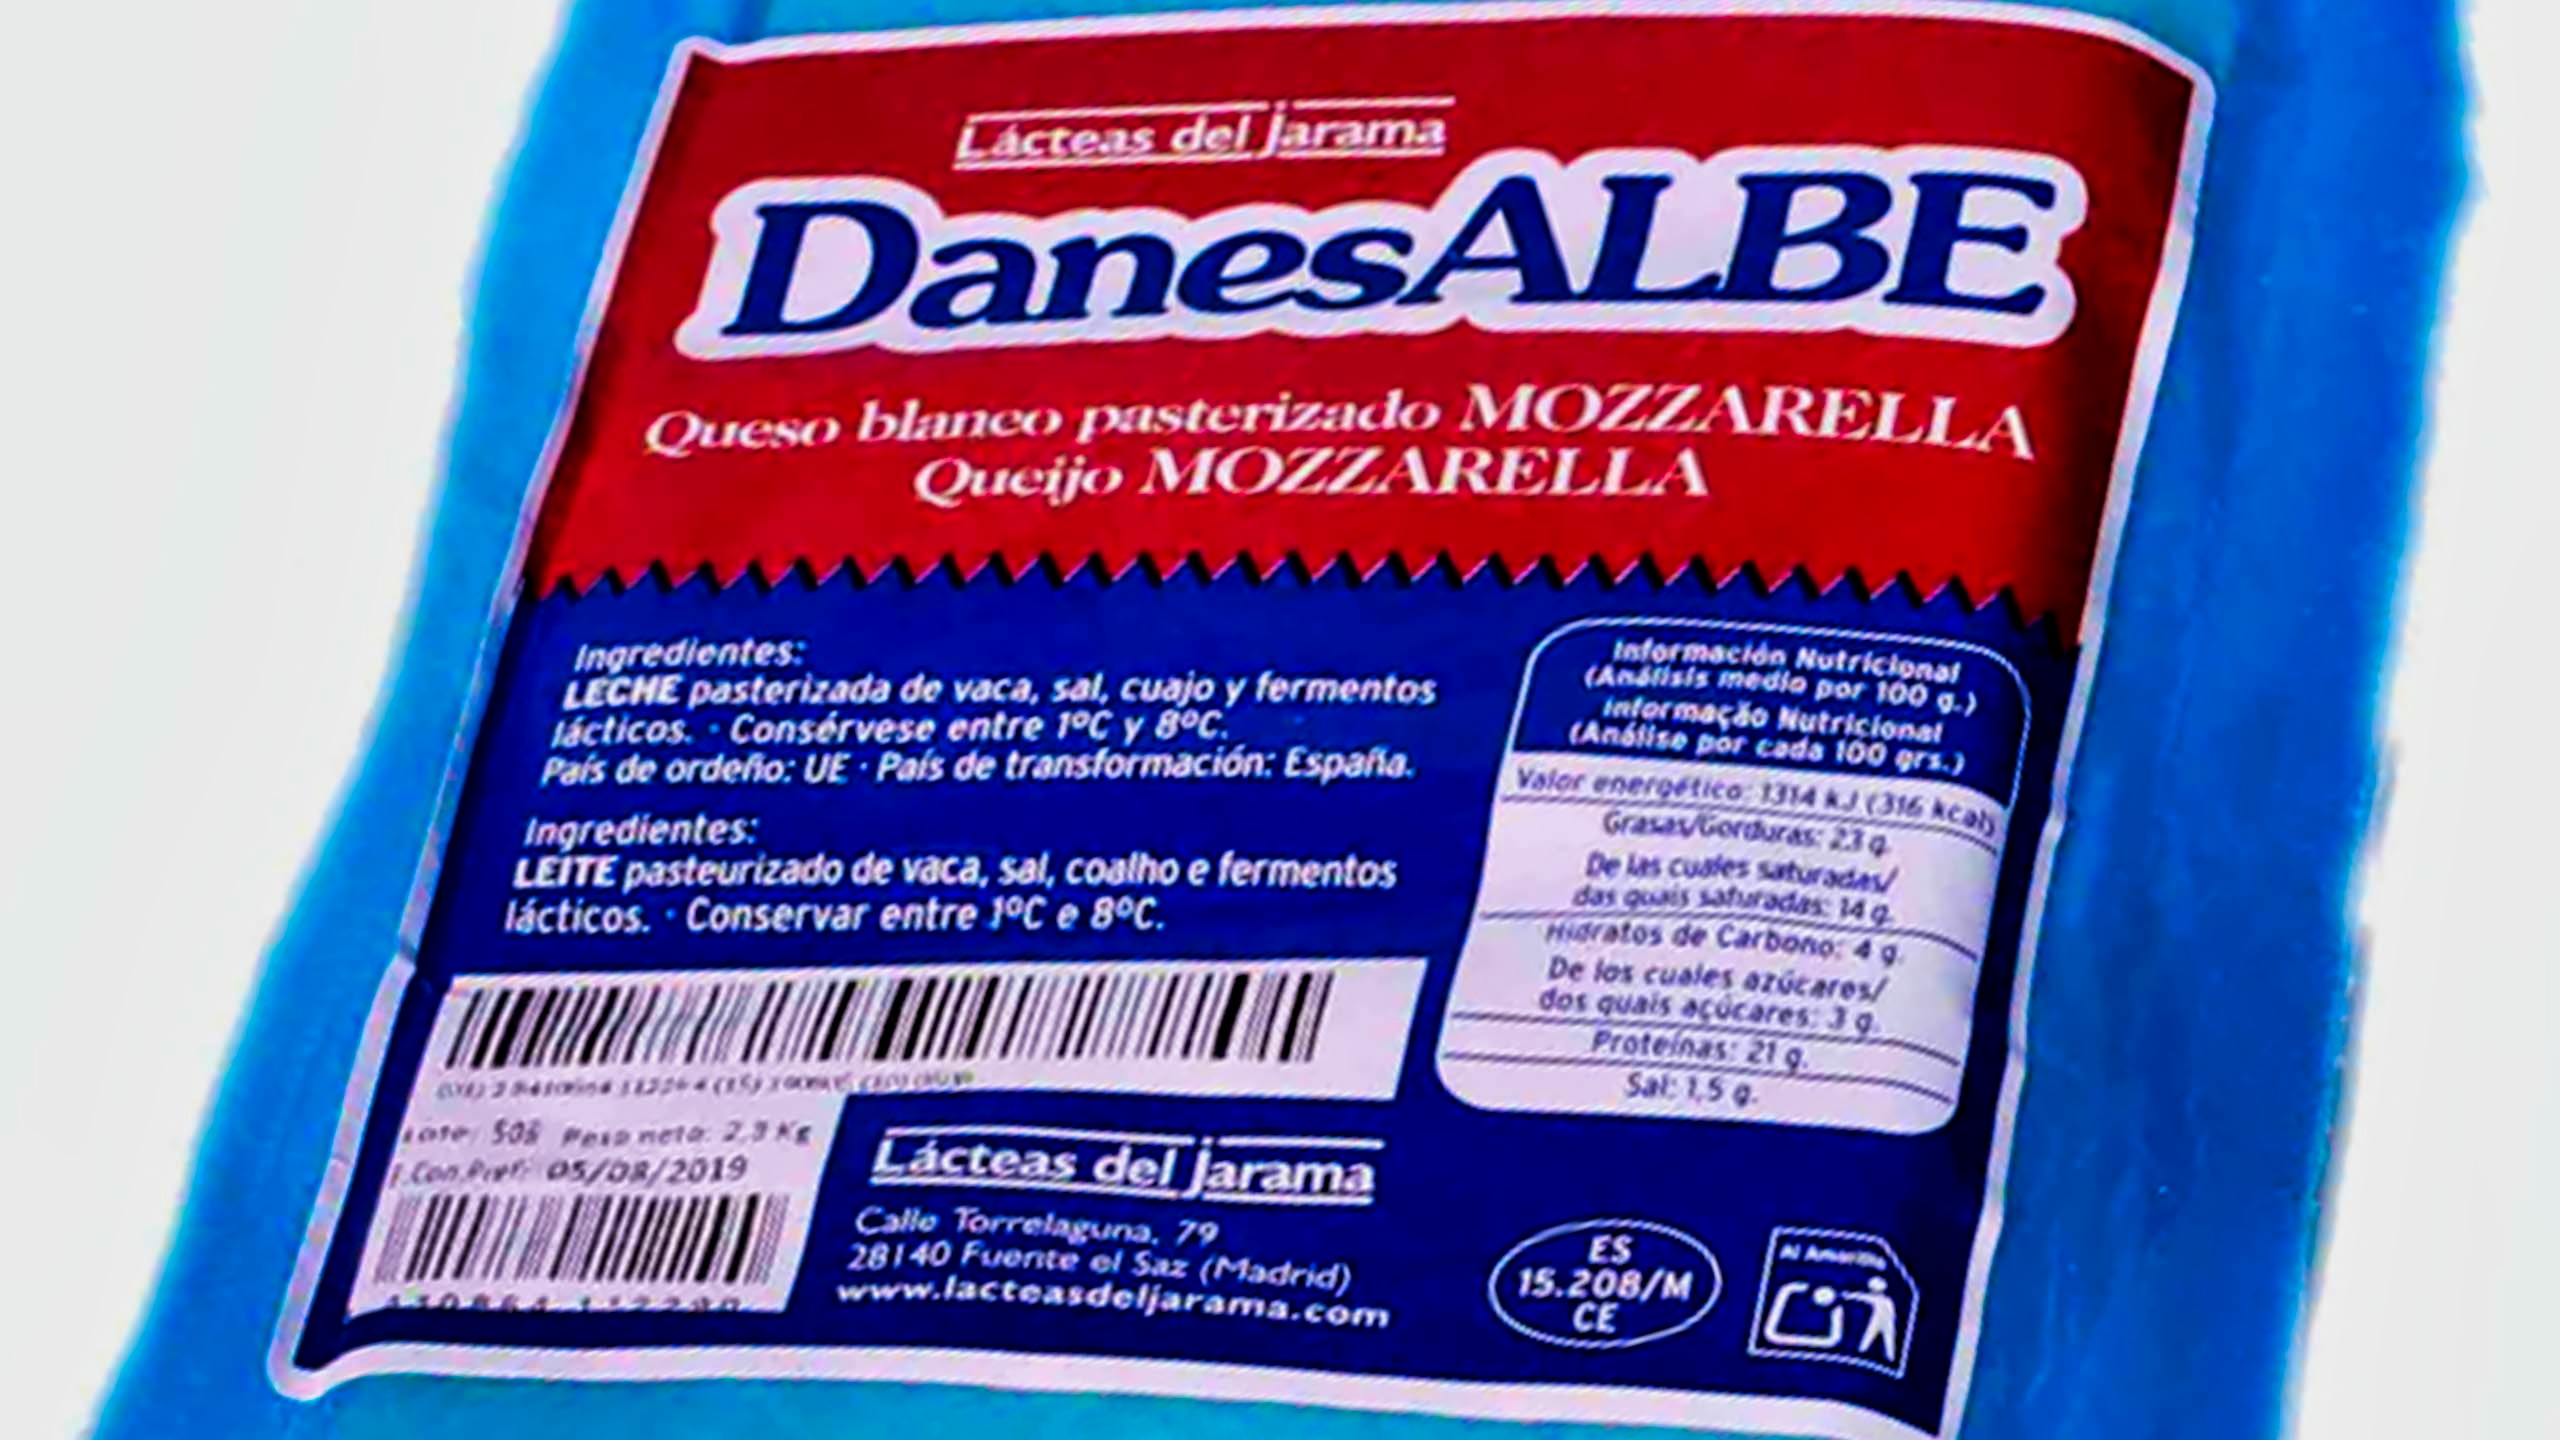 Lácteas del Jarama
DanesALBE
Queso blanco pasterizado MOZZARELLA
Queijo MOZZARELLA
Ingredientes:
LECHE pasterizada de vaca, sal, cuajo y fermentos
lácticos. · Consérvese entre 1ºC y 8ºC.
País de ordeño: UE · País de transformación: España.
Ingredientes:
LEITE pasteurizado de vaca, sal, coalho e fermentos
lácticos. · Conservar entre 1ºC e 8ºC.
Información Nutricional
(Análisis medio por 100 g.)
Informação Nutricional
(Análise por cada 100 grs.)
Valor energético: 1314 kJ (316 kcal)
Grasas/Gorduras: 23 g.
De las cuales saturadas/
das quais saturadas: 14 g.
Hidratos de Carbono: 4 g.
De los cuales azúcares/
dos quais açúcares: 3 g.
Proteínas: 21 g.
Sal: 1,5 g.
Lote: Peso neto: 2,3 Kg
Con.Pref: 05/08/2019
Lácteas del Jarama
Calle Torrelaguna, 79
28140 Fuente el Saz (Madrid)
www.lacteasdeljarama.com
ES
15.208/M
CE
Al Amarillo